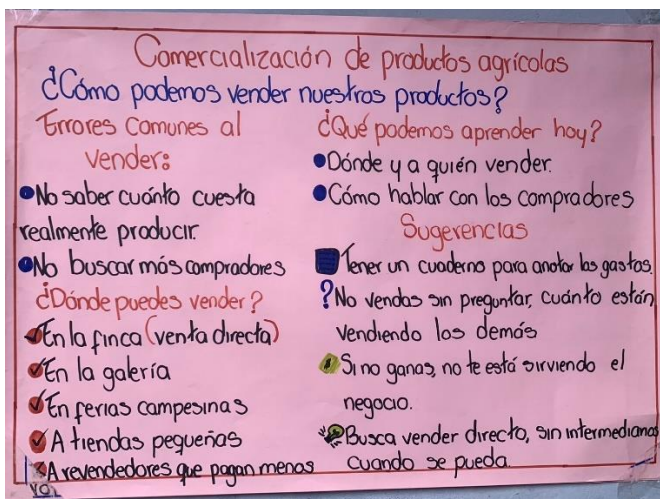 Comercialización de productos agrícolas
¿Cómo podemos vender nuestros productos?
Errores Comunes al
vender:
No saber cuánto cuesta
realmente producir.
No buscar más compradores
¿Dónde puedes vender?
En la finca (venta directa)
En la galería
En ferias campesinas
A tiendas pequeñas
A revendedores que pagan menos
¿Qué podemos aprender hoy?
Dónde y a quién vender.
Cómo hablar con los compradores
Sugerencias
Tener un cuaderno para anotar los gastos.
?No vendas sin preguntar, cuánto están
vendiendo los demás
$ Si no ganas, no te está sirviendo el
negocio.
Busca vender directo, sin intermediarios
cuando se pueda.